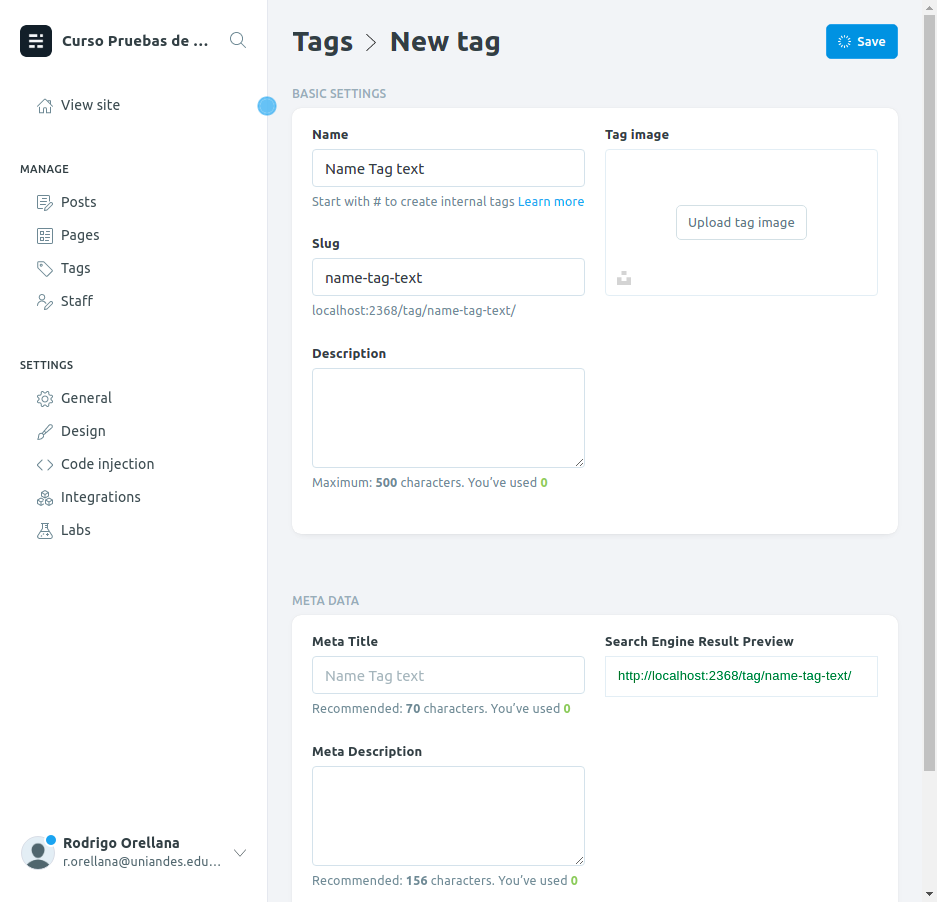 Curso Pruebas de ...
View site
MANAGE
Posts
Pages
Tags
Staff
SETTINGS
General
Design
Code injection
Integrations
Labs
Rodrigo Orellana
r.orellana@uniandes.edu...
Tags > New tag
Save
BASIC SETTINGS
Name
Name Tag text
Start with # to create internal tags Learn more
Slug
name-tag-text
localhost:2368/tag/name-tag-text/
Description
Maximum: 500 characters. You’ve used 0
Tag image
Upload tag image
META DATA
Meta Title
Name Tag text
Recommended: 70 characters. You’ve used 0
Meta Description
Recommended: 156 characters. You’ve used 0
Search Engine Result Preview
http://localhost:2368/tag/name-tag-text/